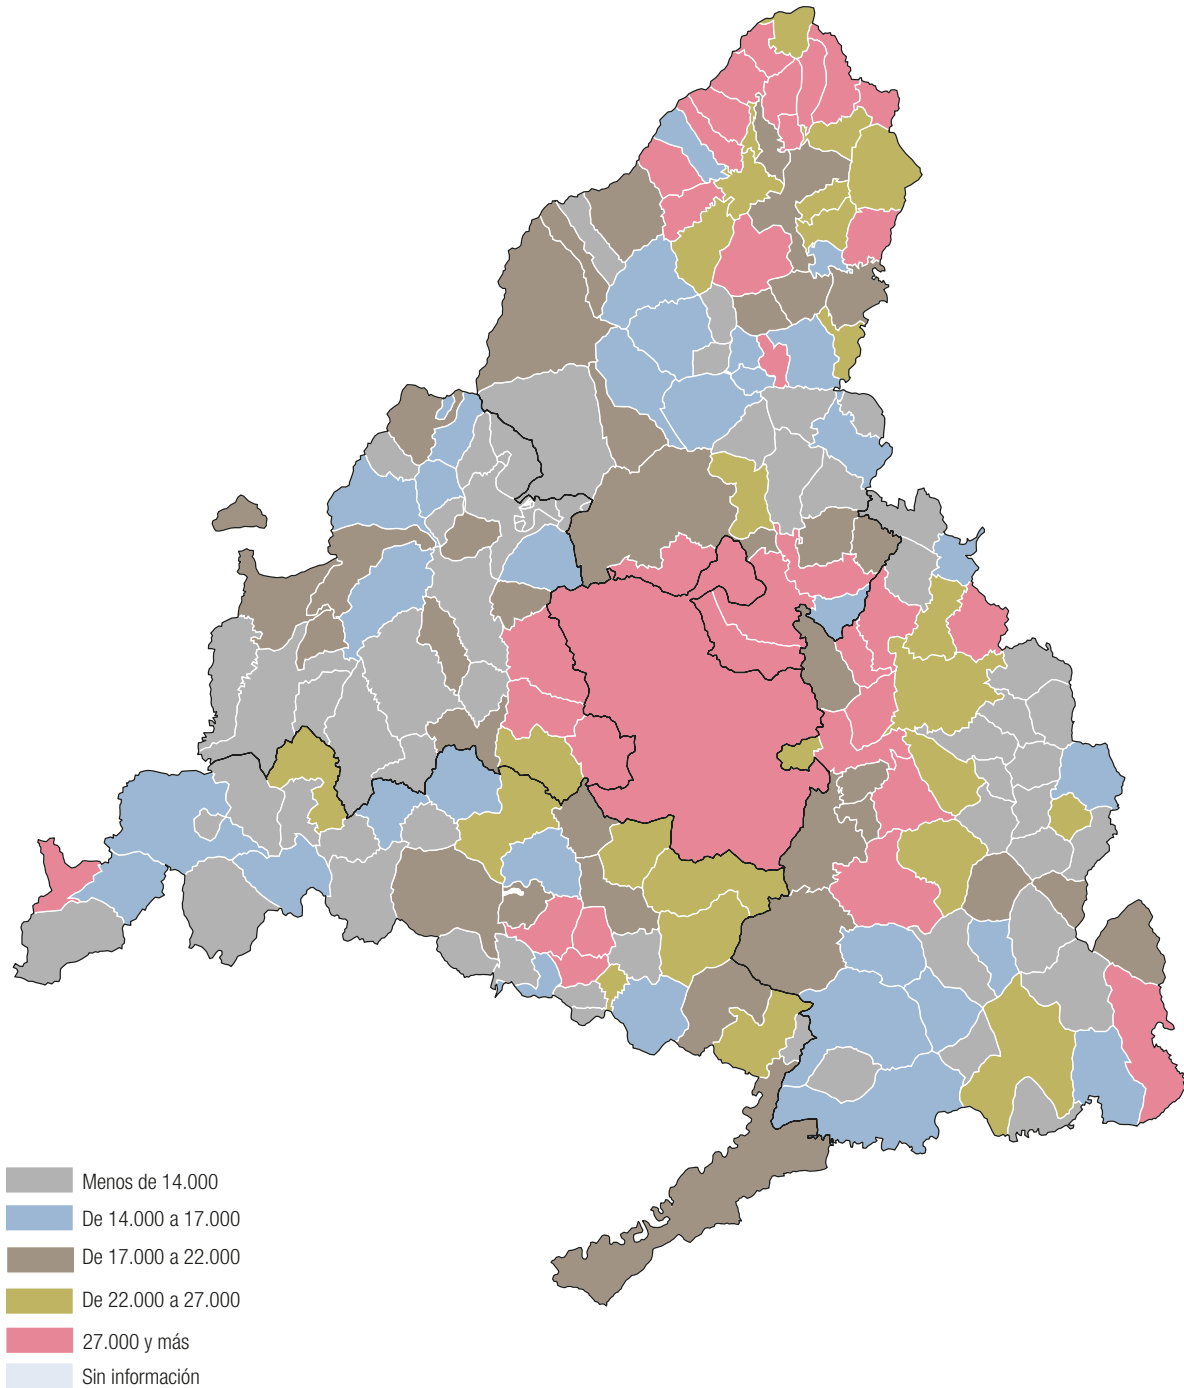 Menos de 14.000
De 14.000 a 17.000
De 17.000 a 22.000
De 22.000 a 27.000
27.000 y más
Sin información